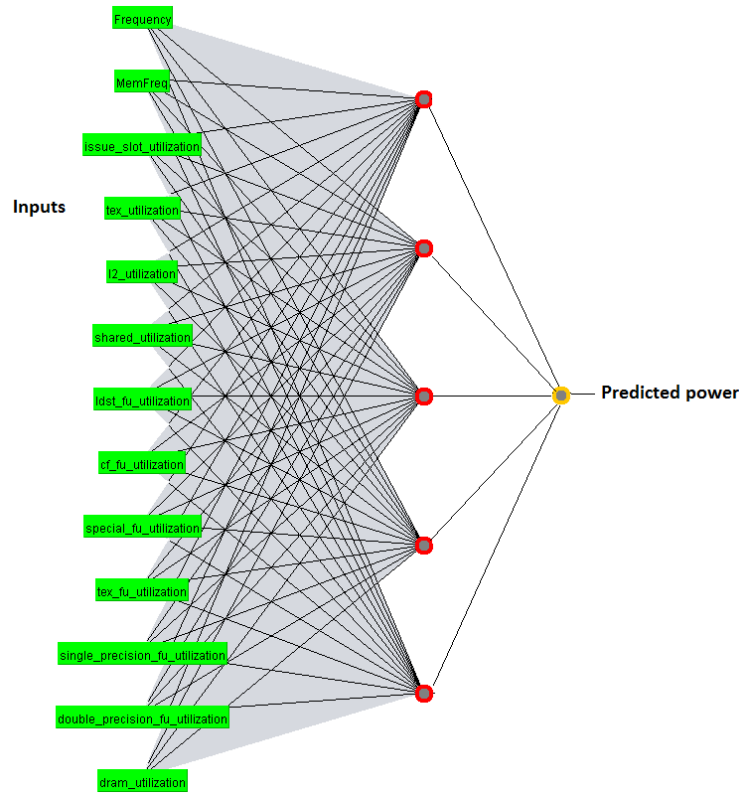 Frequency
MemFreq
issue_slot_utilization
Inputs
tex_utilization
l2_utilization
shared_utilization
ldst_fu_utilization
Predicted power
cf_fu_utilization
special_fu_utilization
tex_fu_utilization
single_precision_fu_utilization
double_precision_fu_utilization
dram_utilization